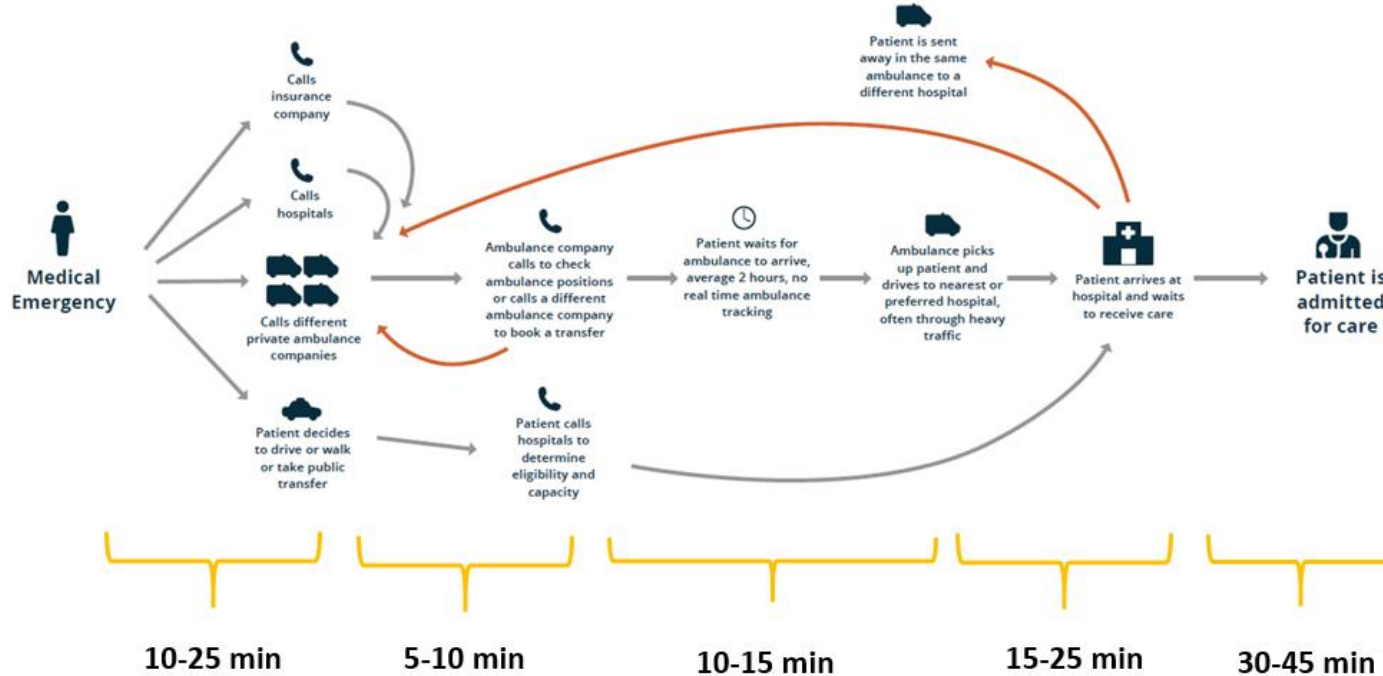 Calls
insurance
company
Patient is sent
away in the same
ambulance to a
different hospital
Calls
hospitals
Medical
Emergency
Calls different
private ambulance
companies
Ambulance company
calls to check
ambulance positions
or calls a different
ambulance company
to book a transfer
Patient waits for
ambulance to arrive,
average 2 hours, no
real time ambulance
tracking
Ambulance picks
up patient and
drives to nearest or
preferred hospital,
often through heavy
traffic
Patient arrives at
hospital and waits
to receive care
Patient is
admitted
for care
Patient decides
to drive or walk
or take public
transfer
Patient calls
hospitals to
determine
eligibility and
capacity
10-25 min
5-10 min
10-15 min
15-25 min
30-45 min